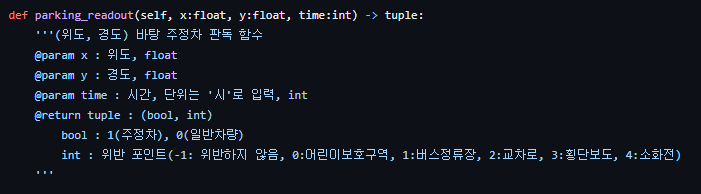 def parking_readout(self, x:float, y:float, time:int) -> tuple:
'''(위도, 경도) 바탕 주정차 판독 함수
@param x : 위도, float
@param y : 경도, float
@param time : 시간, 단위는 '시'로 입력, int
@return tuple : (bool, int)
bool : 1(주정차), 0(일반차량)
int : 위반 포인트(-1: 위반하지 않음, 0:어린이보호구역, 1:버스정류장, 2:교차로, 3:횡단보도, 4:소화전)
'''